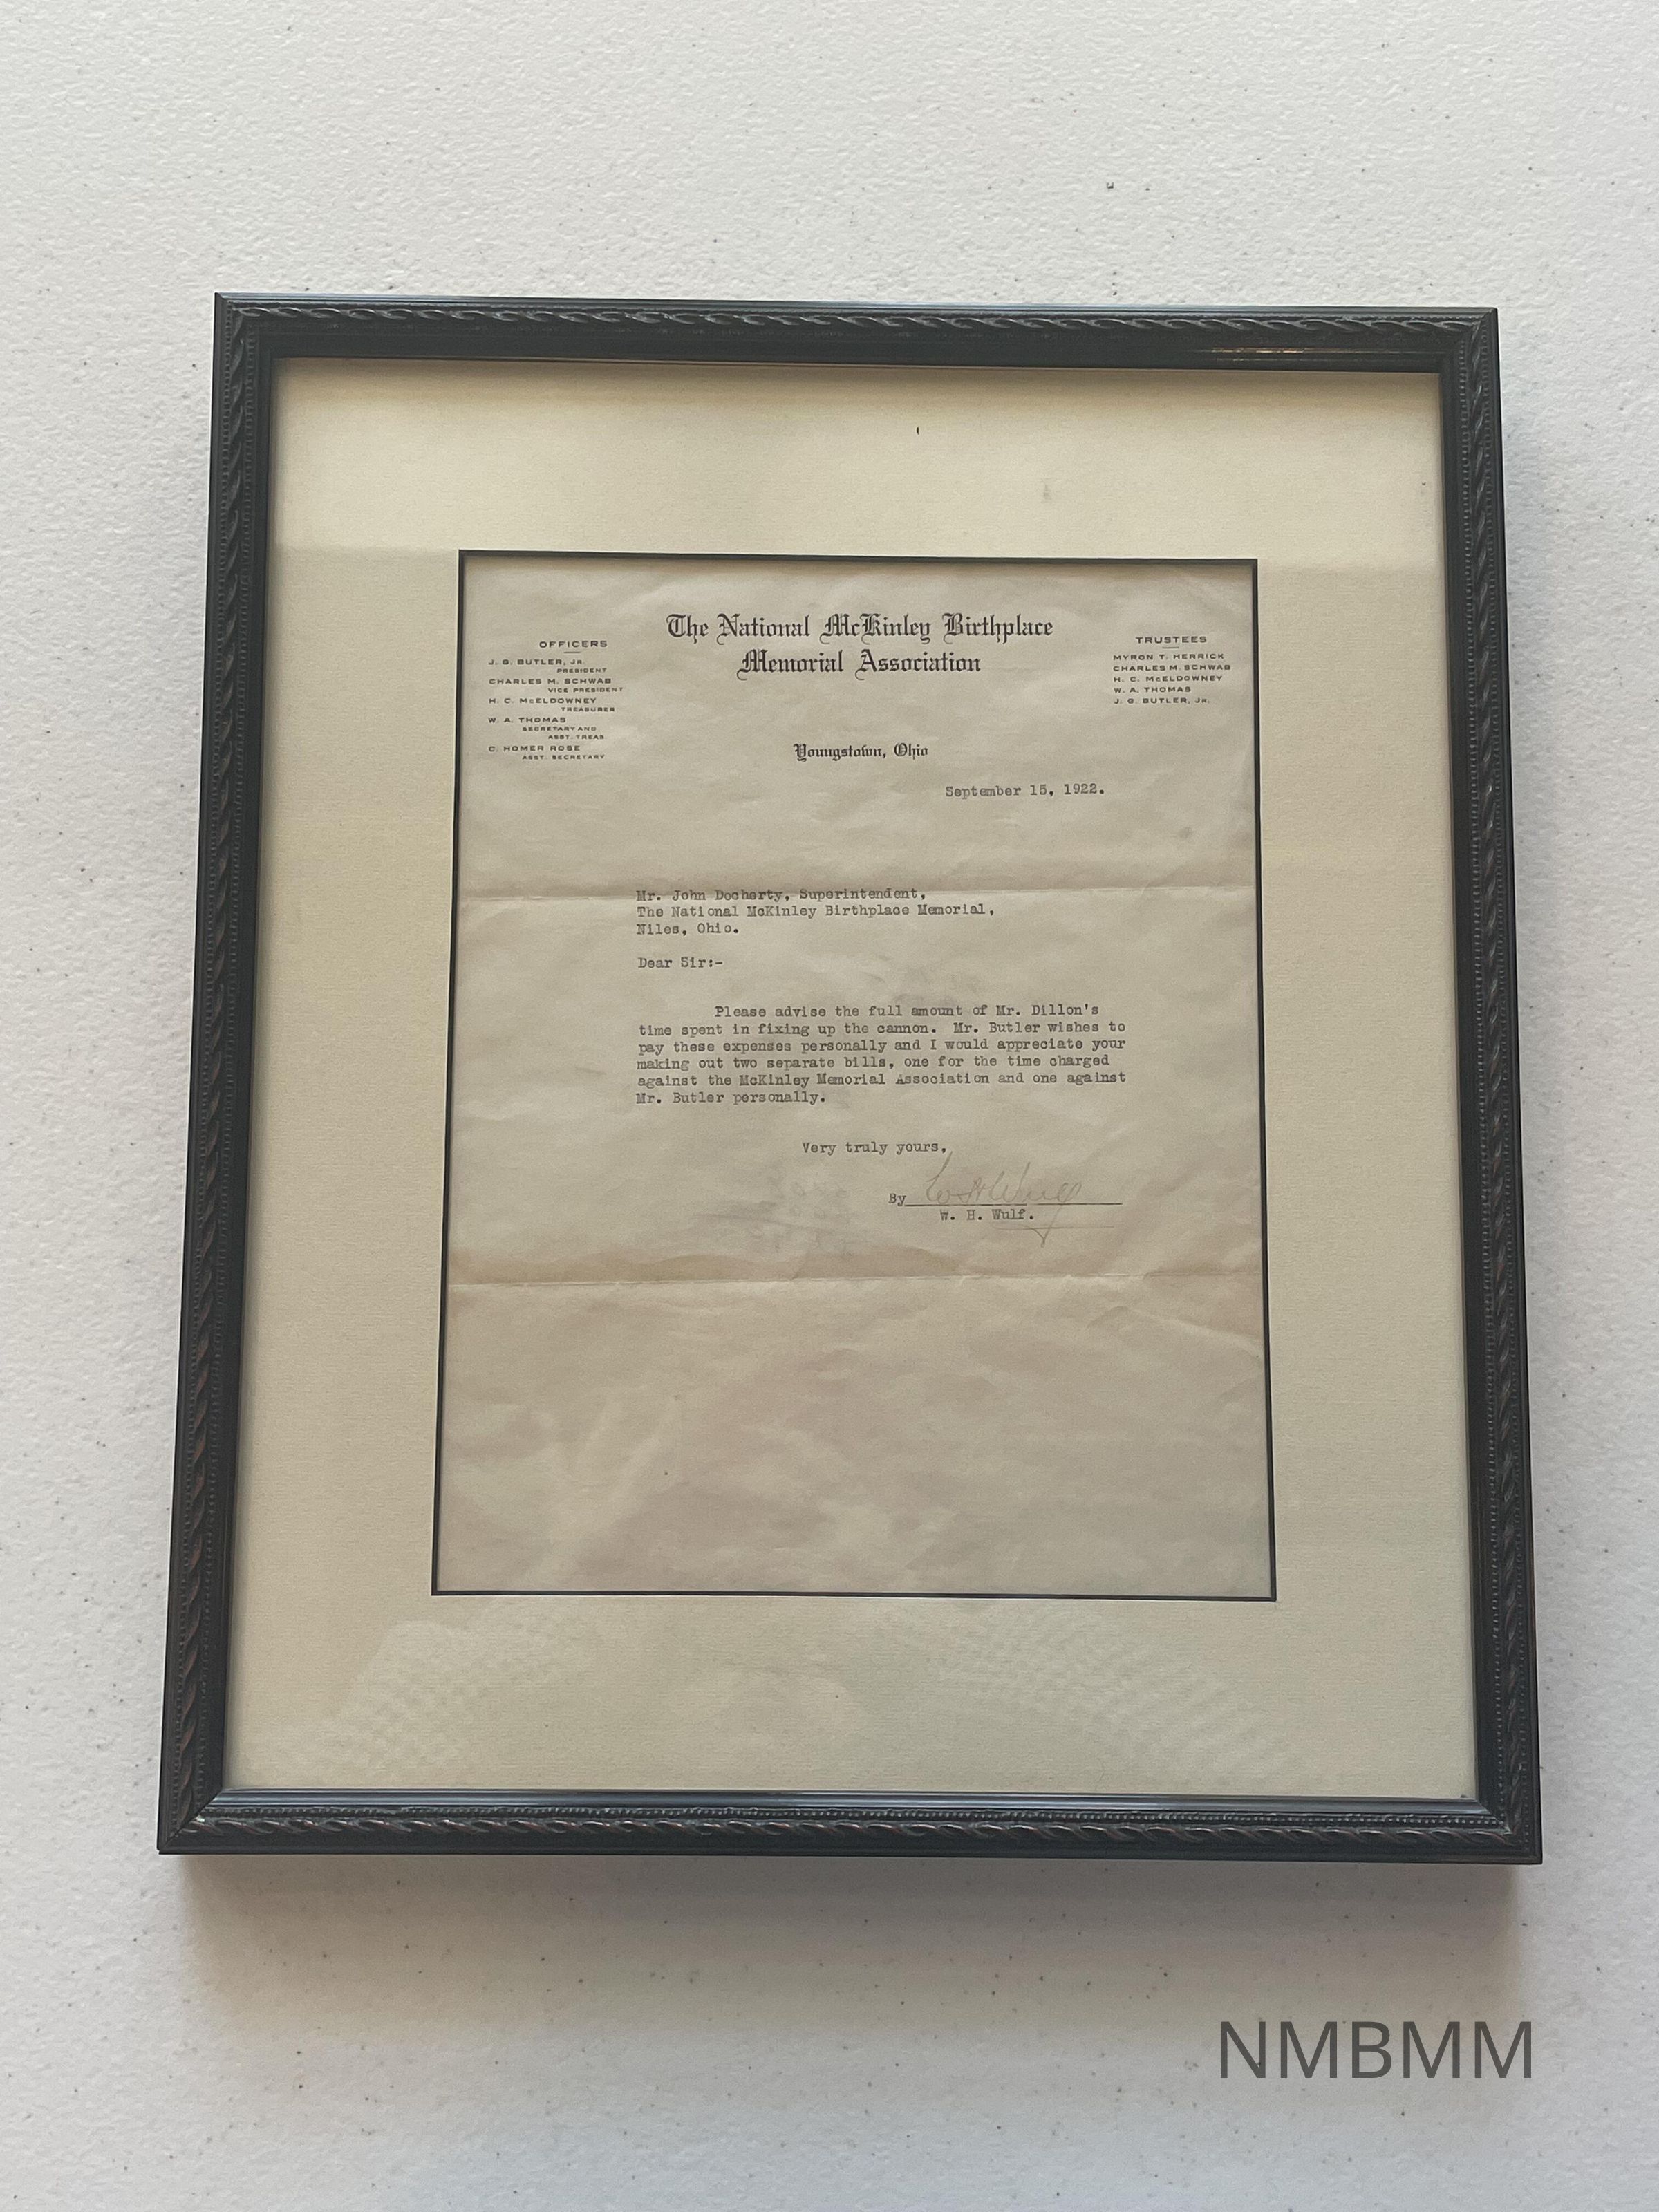 The National McKinley Birthplace
Memorial Association
OFFICERS
J. G. BUTLER, JR.
PRESIDENT
CHARLES M. SCHWAB
VICE PRESIDENT
H. C. McELDOWNEY
TREASURER
W. A. THOMAS
SECRETARY AND
ASST. TREAS.
C. HOMER ROSE
ASST. SECRETARY
TRUSTEES
MYRON T. HERRICK
CHARLES M. SCHWAB
H. C. McELDOWNEY
W. A. THOMAS
J. G. BUTLER, JR.
Youngstown, Ohio
September 15, 1922.
Mr. John Docherty, Superintendent,
The National McKinley Birthplace Memorial,
Niles, Ohio.
Dear Sir:-
Please advise the full amount of Mr. Dillon's
time spent in fixing up the cannon. Mr. Butler wishes to
pay these expenses personally and I would appreciate your
making out two separate bills, one for the time charged
against the McKinley Memorial Association and one against
Mr. Butler personally.
Very truly yours,
By W H Wulf
W. H. Wulf.
NMBMM